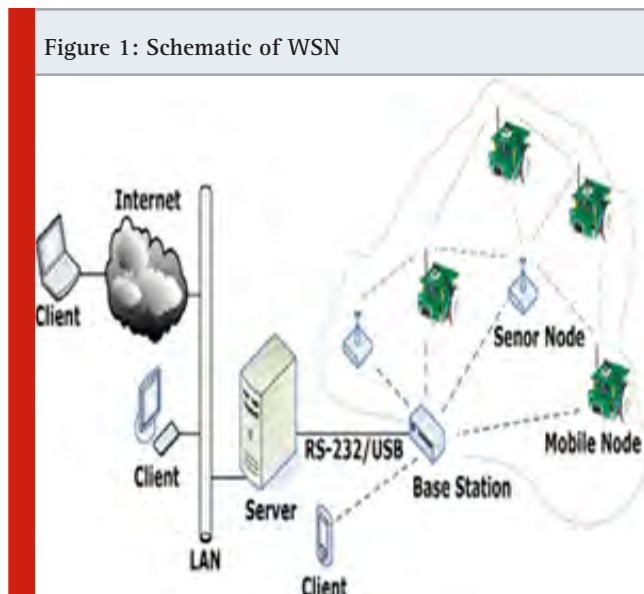 Figure 1: Schematic of WSN
Internet
Client
Senor Node
Mobile Node
RS-232/USB
Client
Base Station
Server
LAN
Client